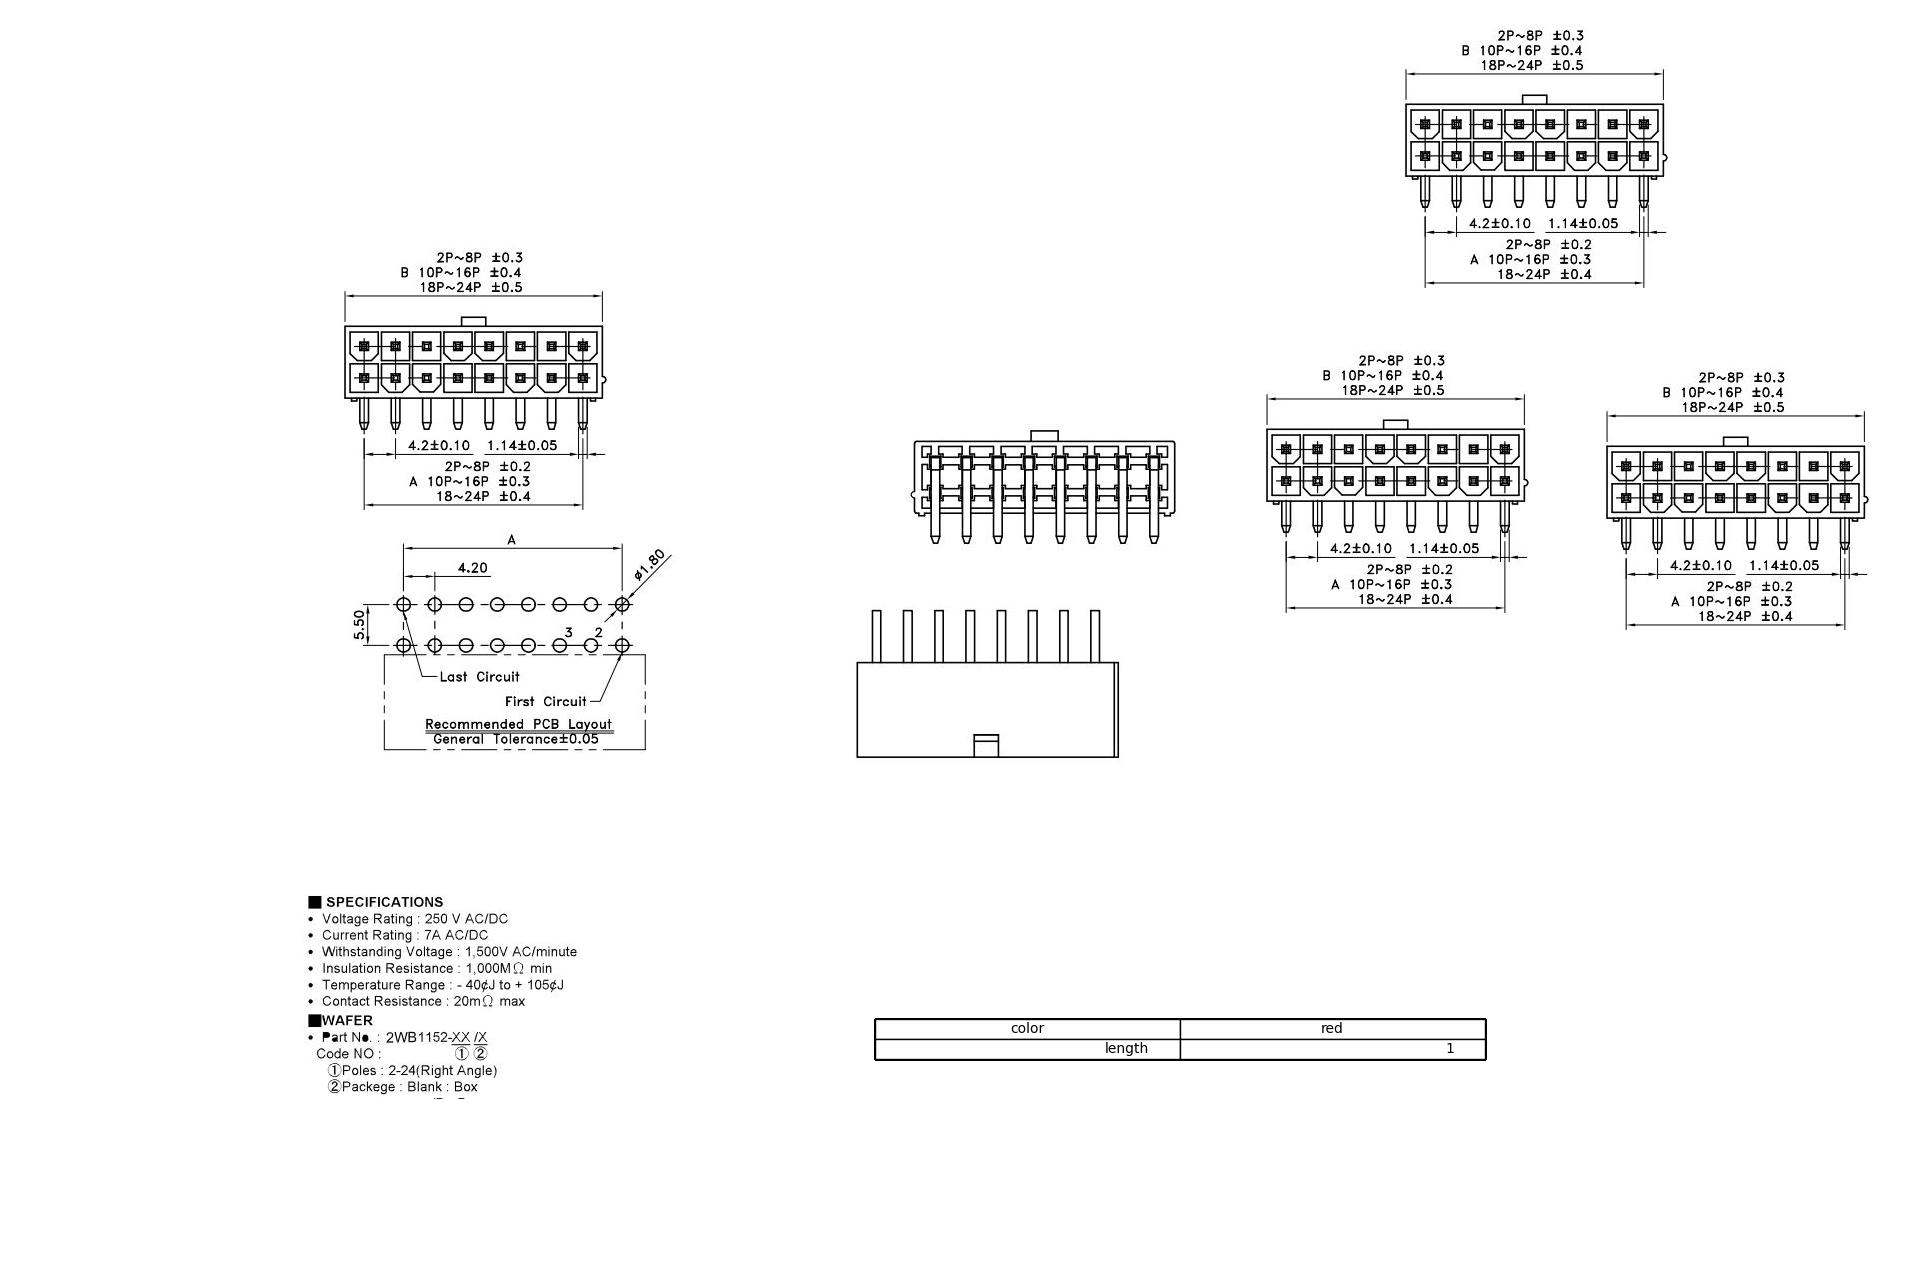 2P~8P ±0.3
B 10P~16P ±0.4
18P~24P ±0.5
4.2±0.10 1.14±0.05
2P~8P ±0.2
A 10P~16P ±0.3
18~24P ±0.4
2P~8P ±0.3
B 10P~16P ±0.4
18P~24P ±0.5
4.2±0.10 1.14±0.05
2P~8P ±0.2
A 10P~16P ±0.3
18~24P ±0.4
2P~8P ±0.3
B 10P~16P ±0.4
18P~24P ±0.5
4.2±0.10 1.14±0.05
2P~8P ±0.2
A 10P~16P ±0.3
18~24P ±0.4
2P~8P ±0.3
B 10P~16P ±0.4
18P~24P ±0.5
4.2±0.10 1.14±0.05
2P~8P ±0.2
A 10P~16P ±0.3
18~24P ±0.4
A
4.20
ø1.80
5.50
3 2
Last Circuit
First Circuit
Recommended PCB Layout
General Tolerance±0.05
■ SPECIFICATIONS
• Voltage Rating : 250 V AC/DC
• Current Rating : 7A AC/DC
• Withstanding Voltage : 1,500V AC/minute
• Insulation Resistance : 1,000MΩ min
• Temperature Range : - 40¢J to + 105¢J
• Contact Resistance : 20mΩ max
■WAFER
• Part No. : 2WB1152-XX /X
Code NO : ① ②
①Poles : 2-24(Right Angle)
②Packege : Blank : Box
color red
length 1